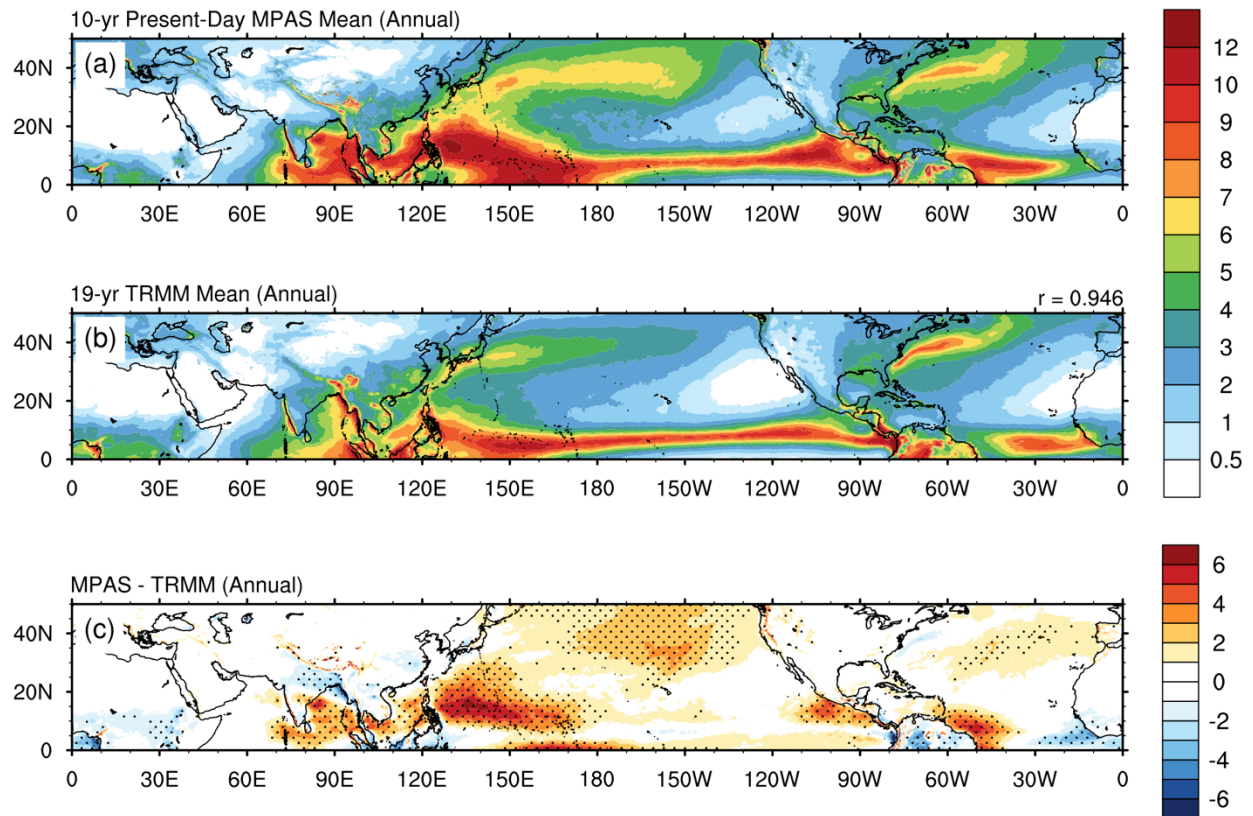 10-yr Present-Day MPAS Mean (Annual)
(a)
40N
20N
0
0 30E 60E 90E 120E 150E 180 150W 120W 90W 60W 30W 0
12
10
9
8
7
6
5
4
3
2
1
0.5
19-yr TRMM Mean (Annual) r = 0.946
(b)
40N
20N
0
0 30E 60E 90E 120E 150E 180 150W 120W 90W 60W 30W 0
MPAS - TRMM (Annual)
(c)
40N
20N
0
0 30E 60E 90E 120E 150E 180 150W 120W 90W 60W 30W 0
6
4
2
0
-2
-4
-6